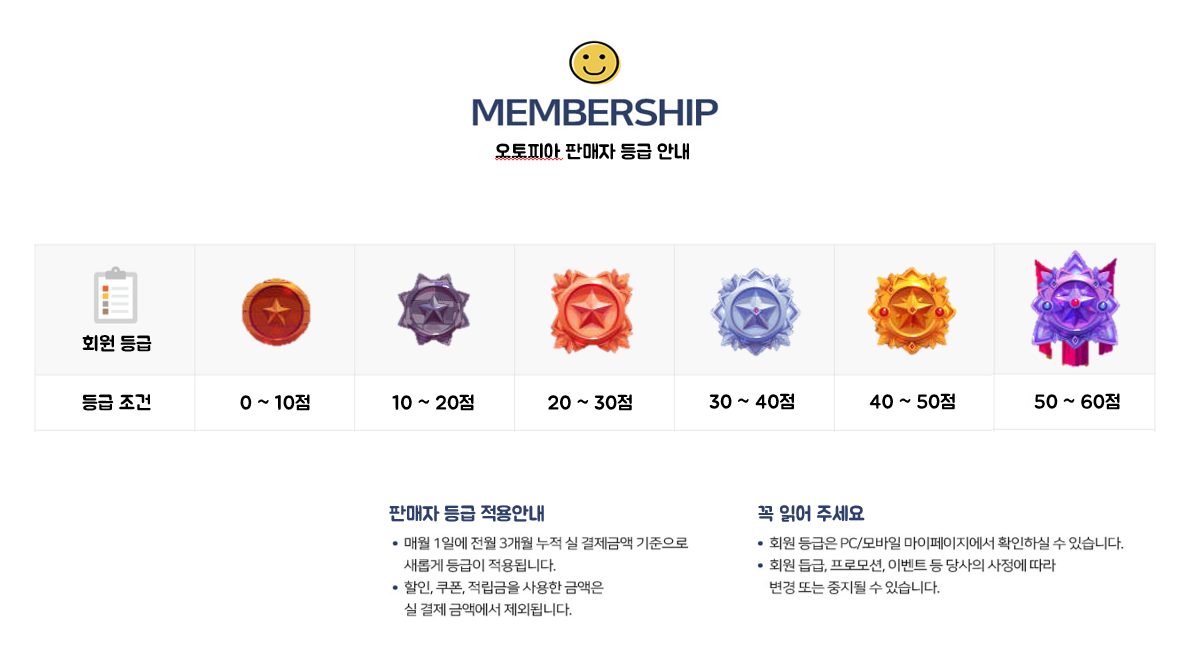 MEMBERSHIP
오토피아 판매자 등급 안내
회원 등급
등급 조건
0 ~ 10점
10 ~ 20점
20 ~ 30점
30 ~ 40점
40 ~ 50점
50 ~ 60점
판매자 등급 적용안내
• 매월 1일에 전월 3개월 누적 실 결제금액 기준으로
새롭게 등급이 적용됩니다.
• 할인, 쿠폰, 적립금을 사용한 금액은
실 결제 금액에서 제외됩니다.
꼭 읽어 주세요
• 회원 등급은 PC/모바일 마이페이지에서 확인하실 수 있습니다.
• 회원 듭급, 프로모션, 이벤트 등 당사의 사정에 따라
변경 또는 중지될 수 있습니다.